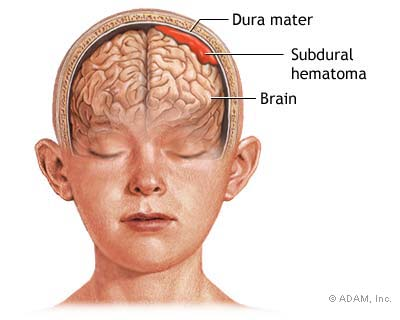 Dura mater
Subdural
hematoma
Brain
© ADAM, Inc.